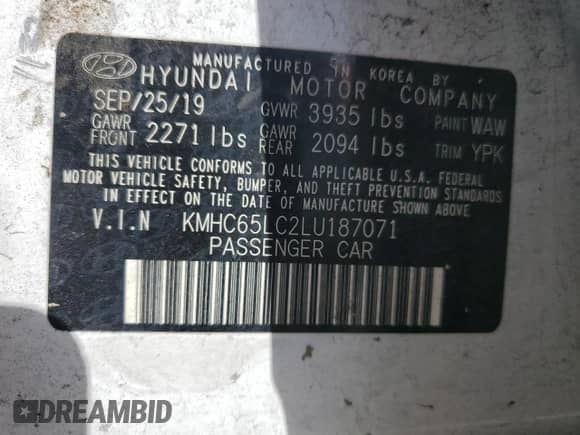 MANUFACTURED IN KOREA BY
HYUNDAI MOTOR COMPANY
SEP/25/19 GVWR 3935 lbs PAINT WAW
GAWR FRONT 2271 lbs GAWR REAR 2094 lbs TRIM YPK
THIS VEHICLE CONFORMS TO ALL APPLICABLE U.S.A. FEDERAL
MOTOR VEHICLE SAFETY, BUMPER, AND THEFT PREVENTION STANDARDS
IN EFFECT ON THE DATE OF MANUFACTURE SHOWN ABOVE
V.I.N KMHC65LC2LU187071
PASSENGER CAR
DREAMBID